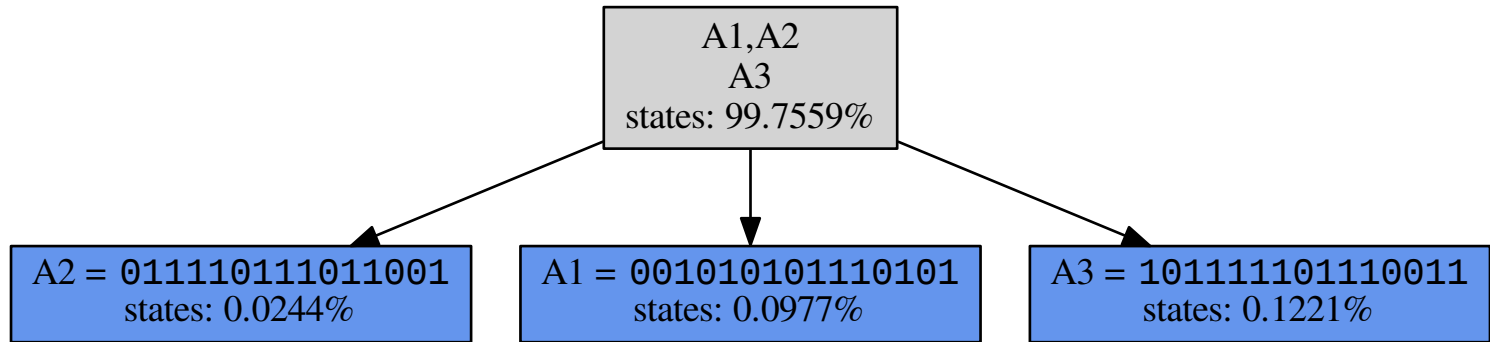 A1,A2
A3
states: 99.7559%
A2 = 011110111011001
states: 0.0244%
A1 = 001010101110101
states: 0.0977%
A3 = 101111101110011
states: 0.1221%